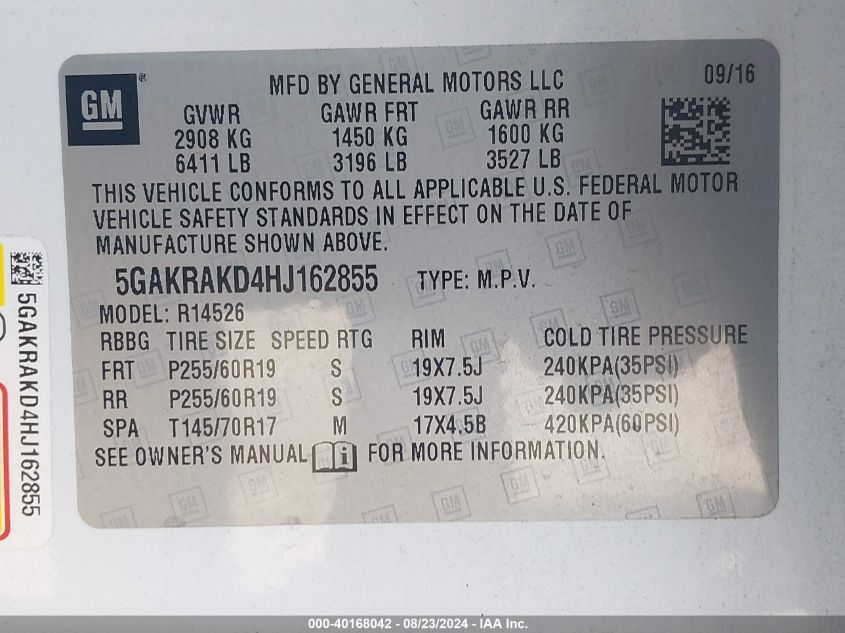 GM®
MFD BY GENERAL MOTORS LLC
09/16
GVWR GAWR FRT GAWR RR
2908 KG 1450 KG 1600 KG
6411 LB 3196 LB 3527 LB
THIS VEHICLE CONFORMS TO ALL APPLICABLE U.S. FEDERAL MOTOR
VEHICLE SAFETY STANDARDS IN EFFECT ON THE DATE OF
MANUFACTURE SHOWN ABOVE.
5GAKRAKD4HJ162855 TYPE: M.P.V.
MODEL: R14526
RBBG TIRE SIZE SPEED RTG RIM COLD TIRE PRESSURE
FRT P255/60R19 S 19X7.5J 240KPA(35PSI)
RR P255/60R19 S 19X7.5J 240KPA(35PSI)
SPA T145/70R17 M 17X4.5B 420KPA(60PSI)
SEE OWNER'S MANUAL i FOR MORE INFORMATION.
5GAKRAKD4HJ162855
000-40168042 - 08/23/2024 - IAA Inc.